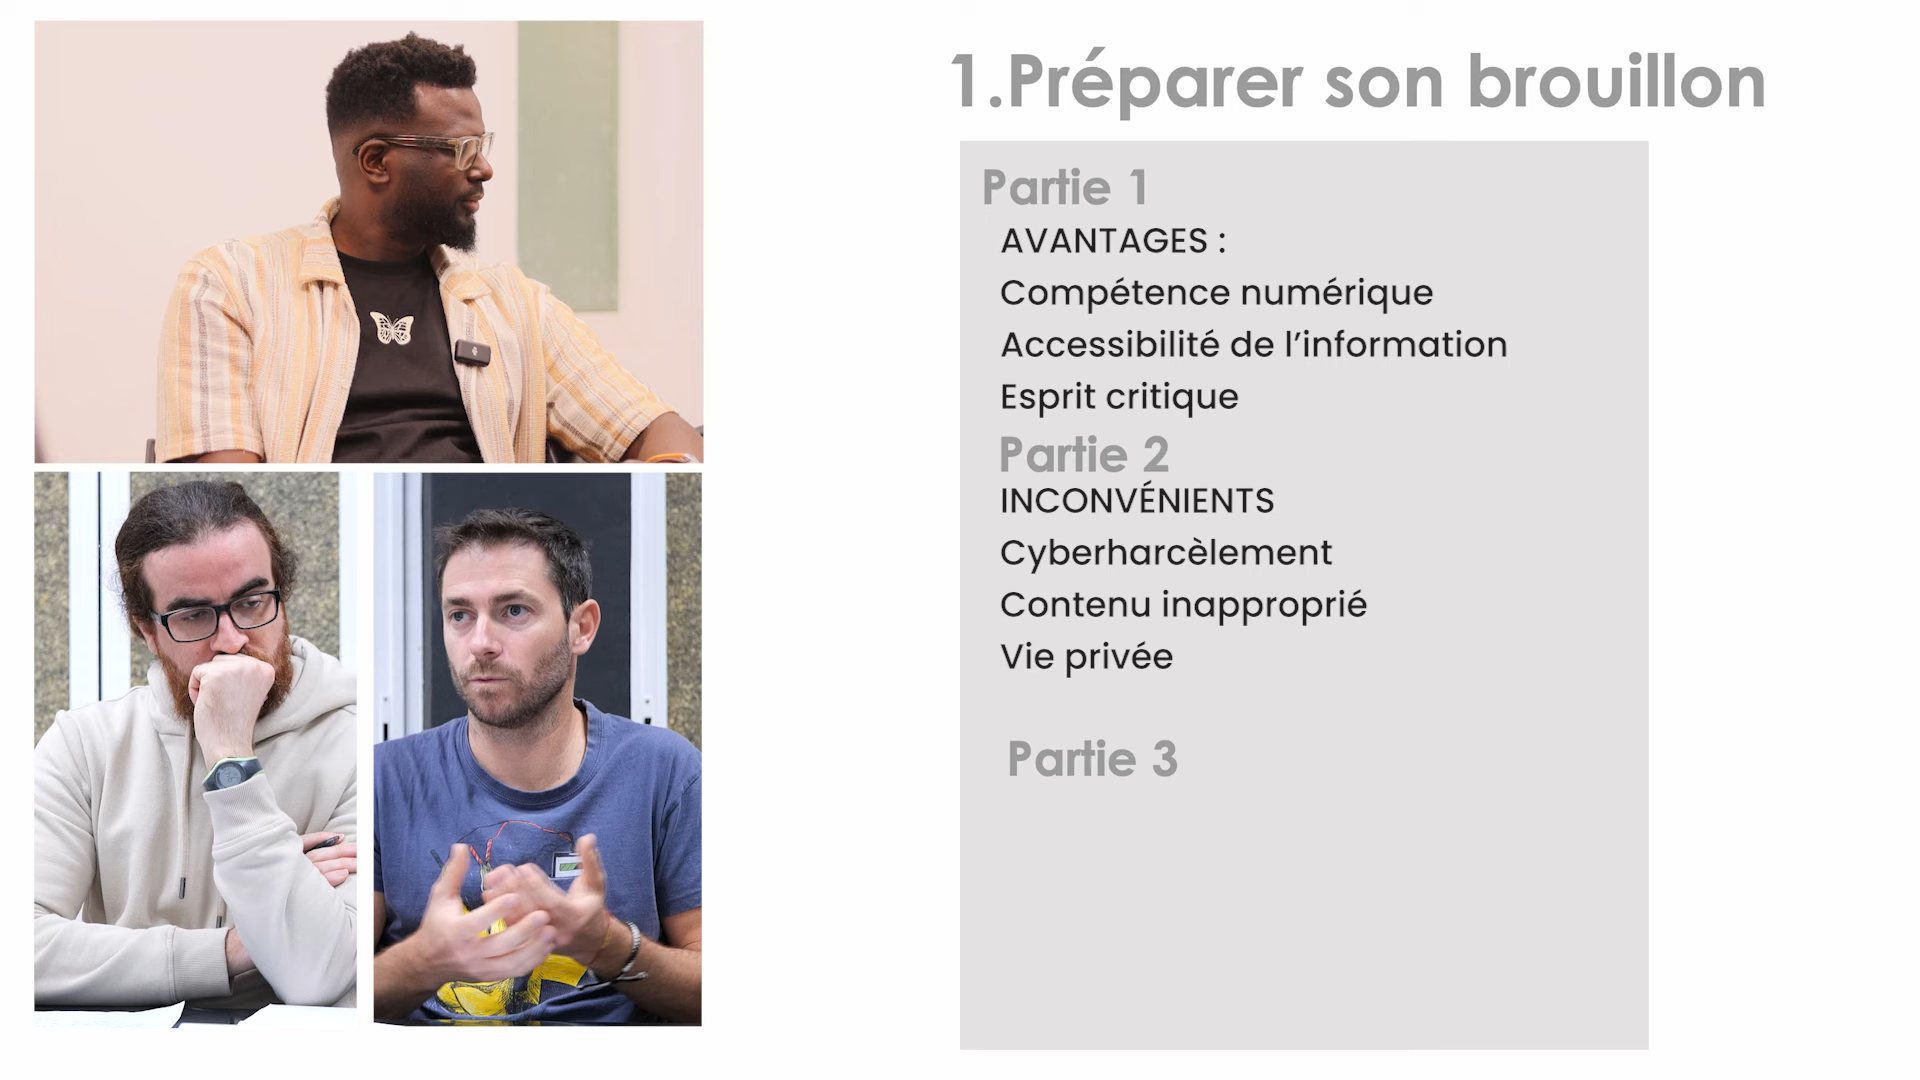 1.Préparer son brouillon
Partie 1
AVANTAGES :
Compétence numérique
Accessibilité de l’information
Esprit critique
Partie 2
INCONVÉNIENTS
Cyberharcèlement
Contenu inapproprié
Vie privée
Partie 3